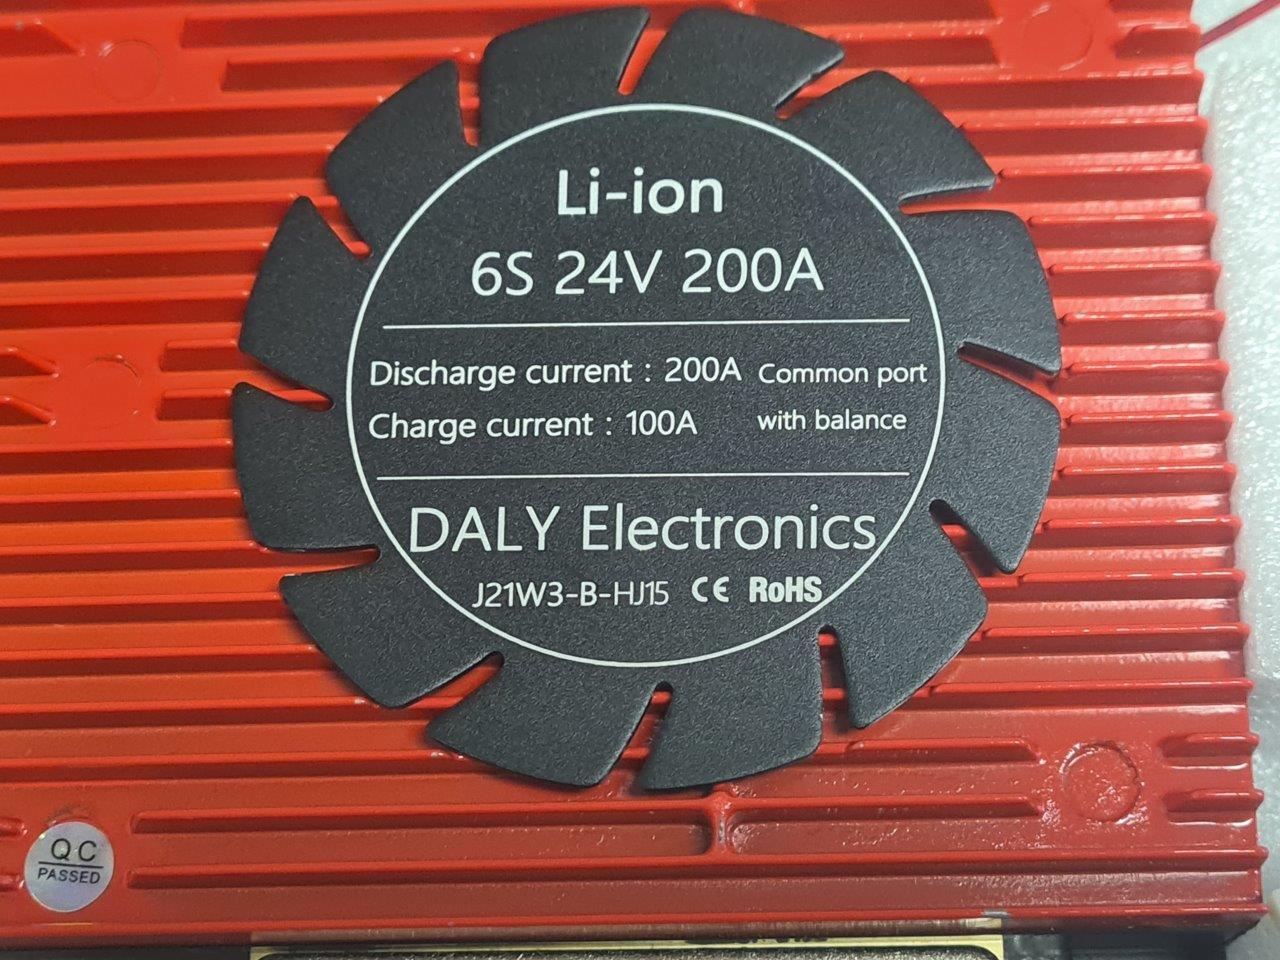 Li-ion
6S 24V 200A
Discharge current : 200A Common port
Charge current : 100A with balance
DALY Electronics
J21W3-B-HJ15 CE RoHS
QC
PASSED